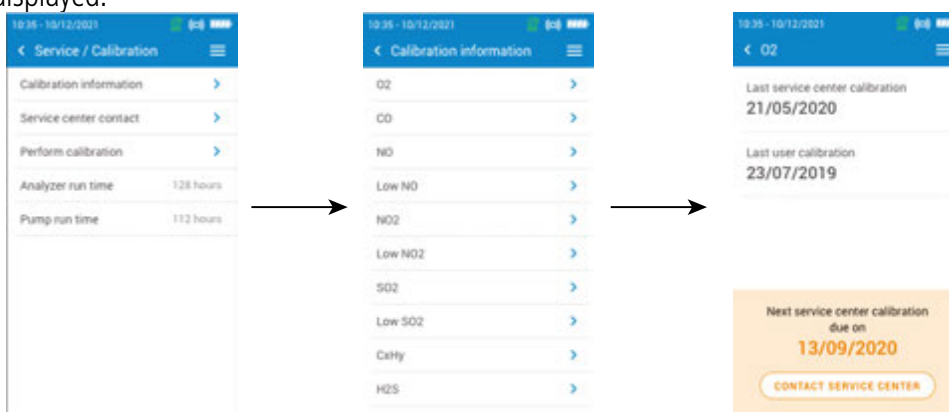 displayed.
10:35 - 10/12/2021
Service / Calibration
Calibration information
Service center contact
Perform calibration
Analyzer run time 128 hours
Pump run time 112 hours
10:35 - 10/12/2021
Calibration information
O2
CO
NO
Low NO
NO2
Low NO2
SO2
Low SO2
CxHy
H2S
10:35 - 10/12/2021
O2
Last service center calibration
21/05/2020
Last user calibration
23/07/2019
Next service center calibration
due on
13/09/2020
CONTACT SERVICE CENTER